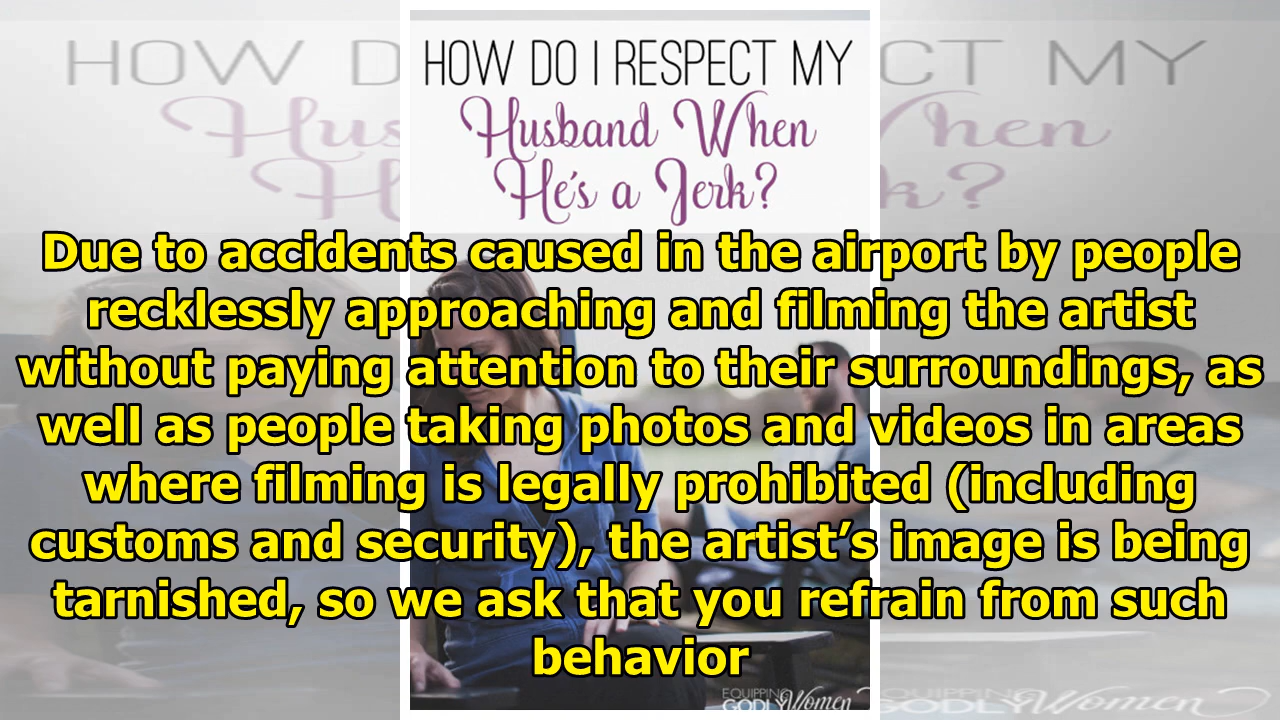 HOW DO I RESPECT MY
Husband When
He's a Jerk?
Due to accidents caused in the airport by people
recklessly approaching and filming the artist
without paying attention to their surroundings, as
well as people taking photos and videos in areas
where filming is legally prohibited (including
customs and security), the artist’s image is being
tarnished, so we ask that you refrain from such
behavior
EQUIPPING
GODLY Women